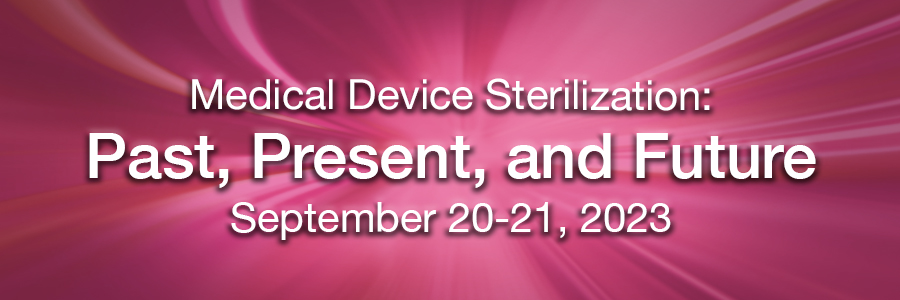 Medical Device Sterilization:
Past, Present, and Future
September 20-21, 2023